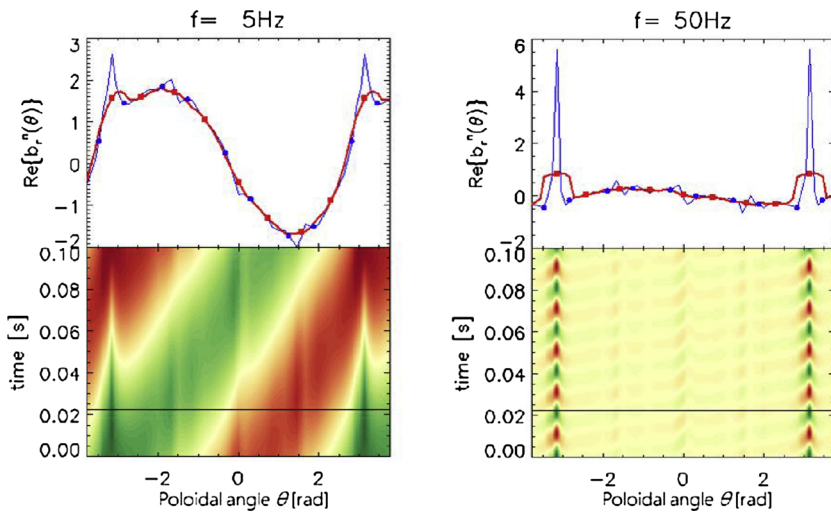 f= 5Hz
f= 50Hz
Re{b_r^n(θ)}
3
2
1
0
−1
−2
Re{b_r^n(θ)}
6
4
2
0
−2
time [s]
0.10
0.08
0.06
0.04
0.02
0.00
time [s]
0.10
0.08
0.06
0.04
0.02
0.00
−2 0 2
Poloidal angle θ[rad]
−2 0 2
Poloidal angle θ[rad]